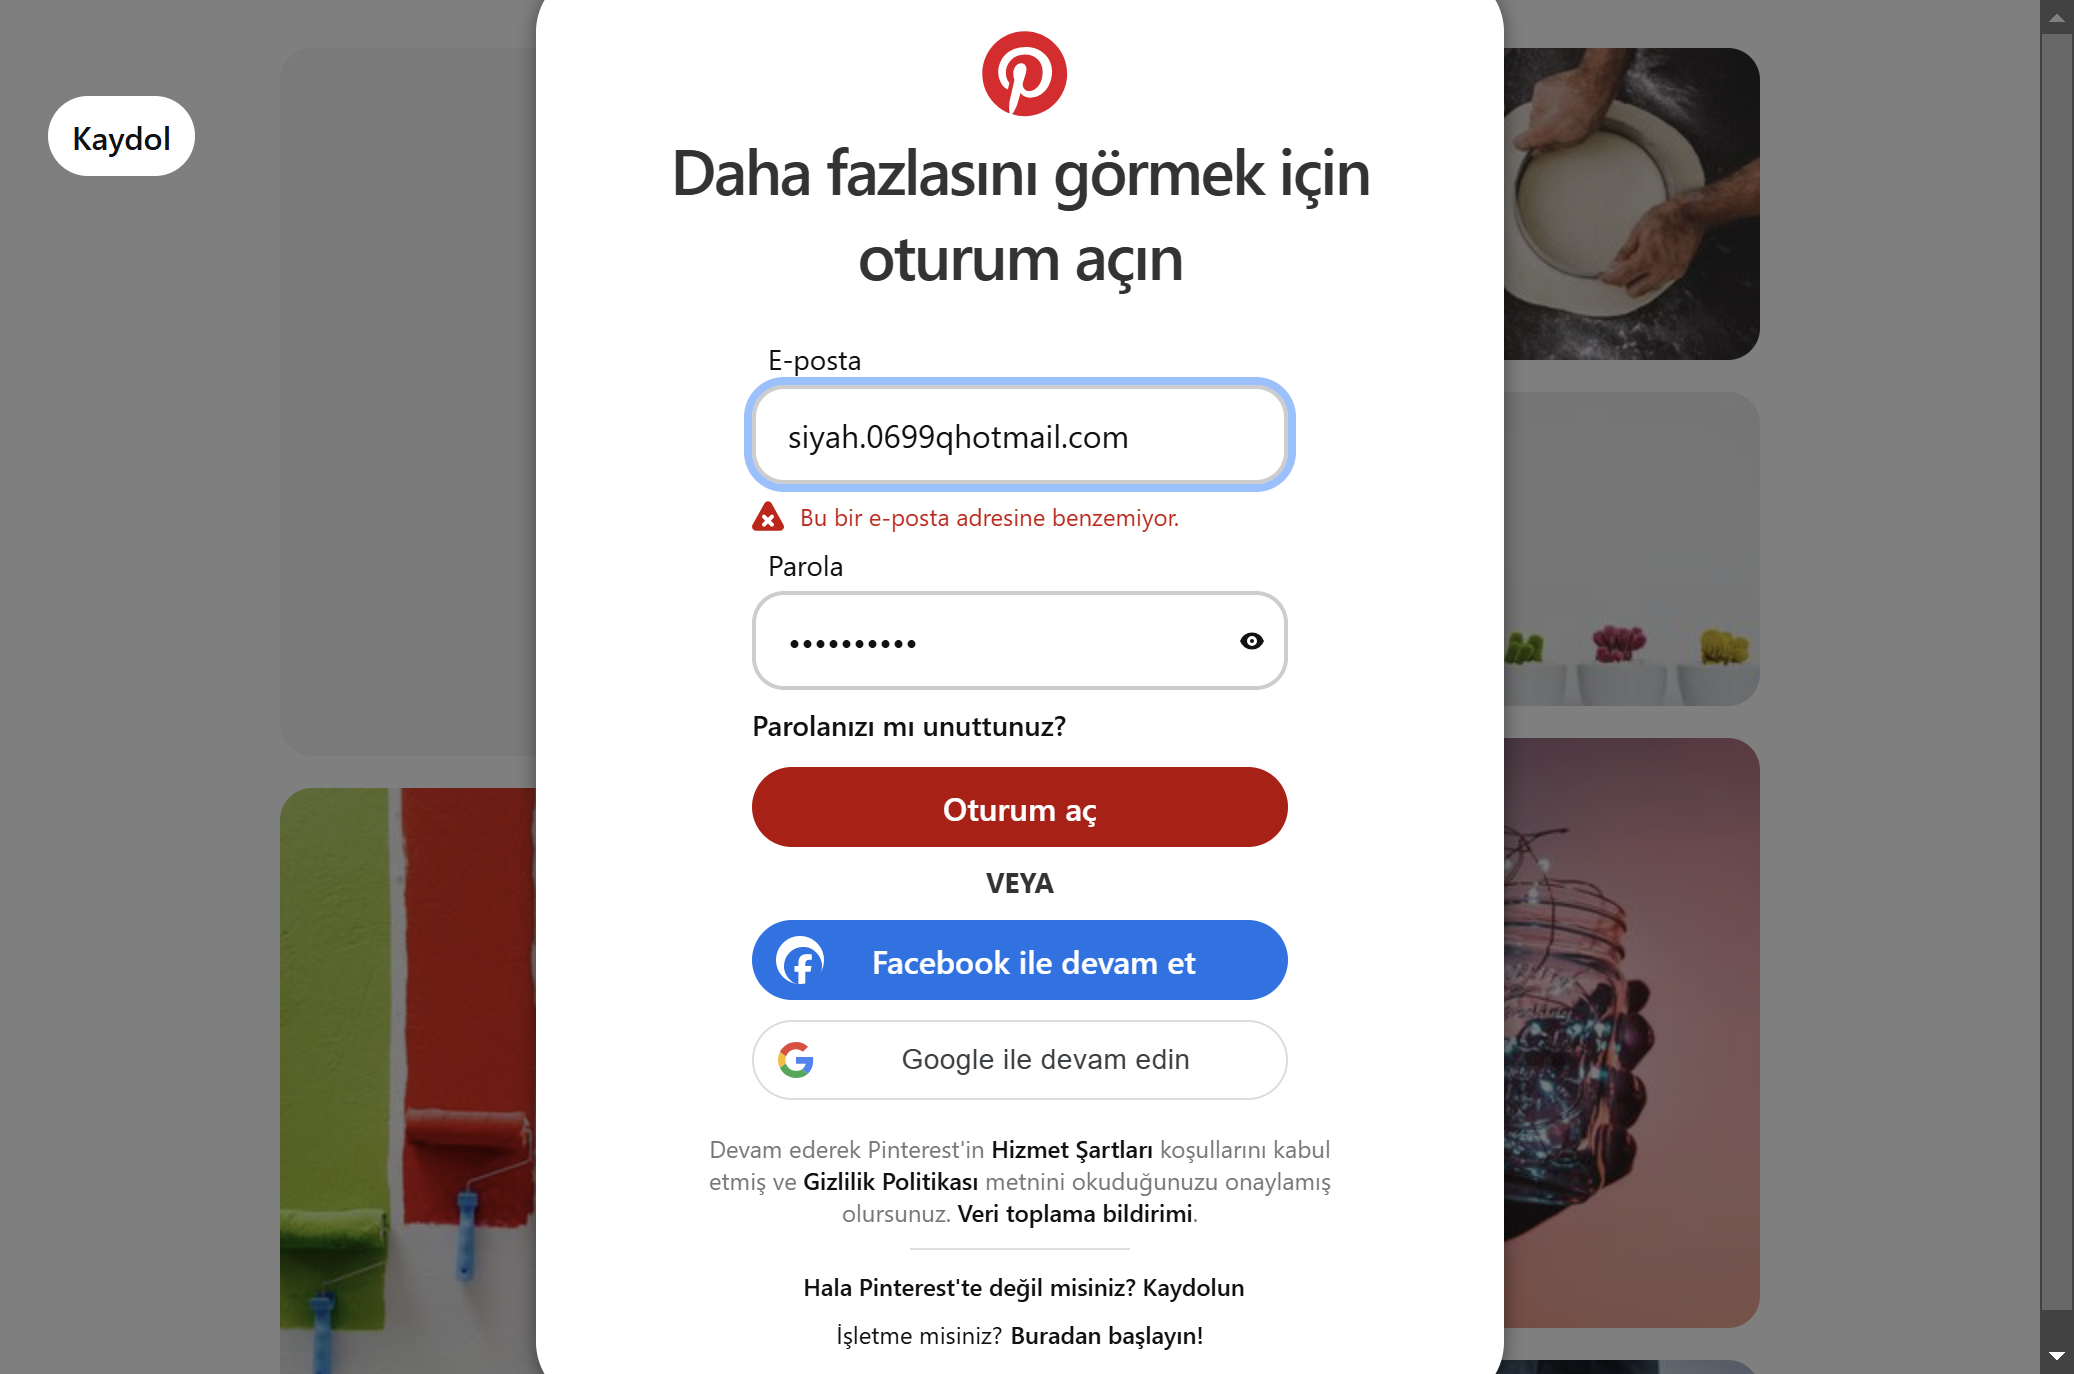 Kaydol
Daha fazlasını görmek için
oturum açın
E-posta
siyah.0699qhotmail.com
Bu bir e-posta adresine benzemiyor.
Parola
••••••••••
Parolanızı mı unuttunuz?
Oturum aç
VEYA
Facebook ile devam et
Google ile devam edin
Devam ederek Pinterest'in Hizmet Şartları koşullarını kabul
etmiş ve Gizlilik Politikası metnini okuduğunuzu onaylamış
olursunuz. Veri toplama bildirimi.
Hala Pinterest'te değil misiniz? Kaydolun
İşletme misiniz? Buradan başlayın!